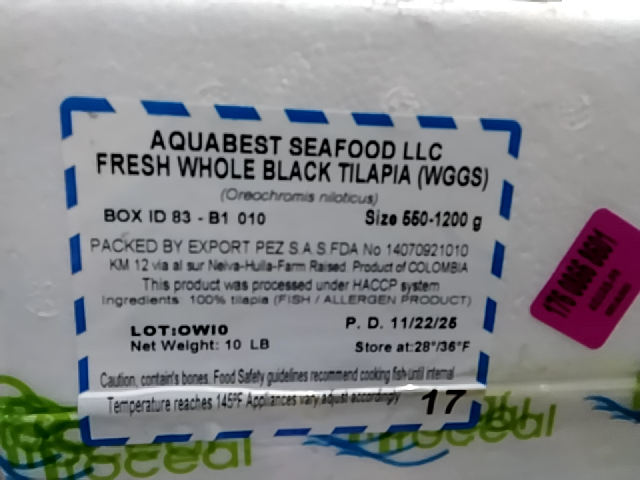 AQUABEST SEAFOOD LLC
FRESH WHOLE BLACK TILAPIA (WGGS)
(Oreochromis niloticus)
BOX ID 83 - B1 010 Size 550-1200 g
PACKED BY EXPORT PEZ S.A.S.FDA No 14070921010
KM 12 via al sur Neiva-Huila-Farm Raised. Product of COLOMBIA
This product was processed under HACCP system
Ingredients: 100% tilapia (FISH / ALLERGEN PRODUCT)
LOT:OWI0 P. D. 11/22/25
Net Weight: 10 LB Store at:28°/36°F
Caution, contain's bones. Food Safety guidelines recommend cooking fish until internal
Temperature reaches 145°F Appliances vary adjust accordingly 17